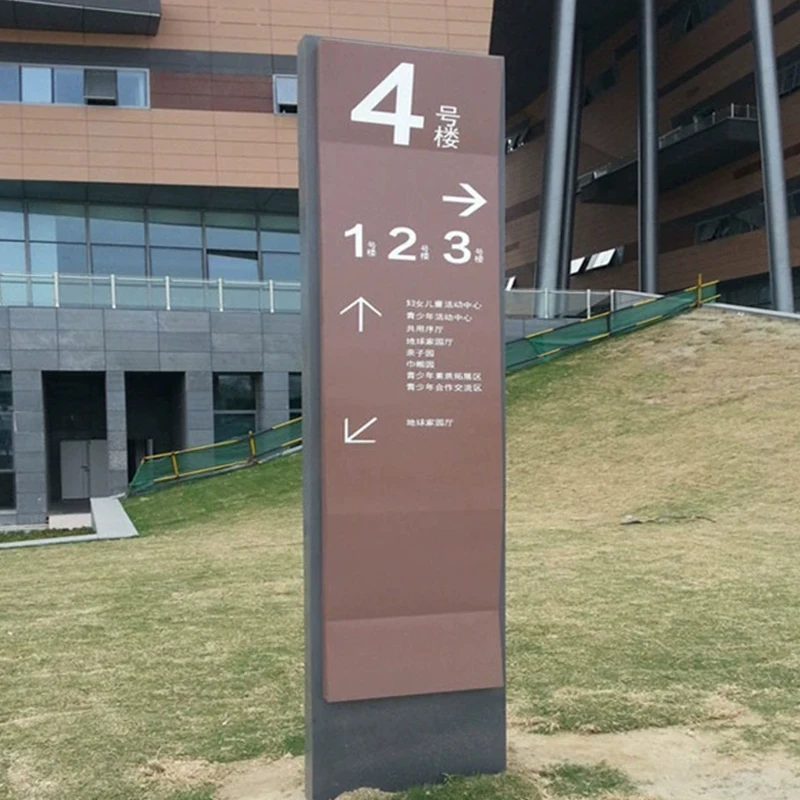 4号楼
1号楼 2号楼 3号楼
妇女儿童活动中心
青少年活动中心
共用序厅
地球家园厅
亲子园
巾帼园
青少年素质拓展区
青少年合作交流区
地球家园厅